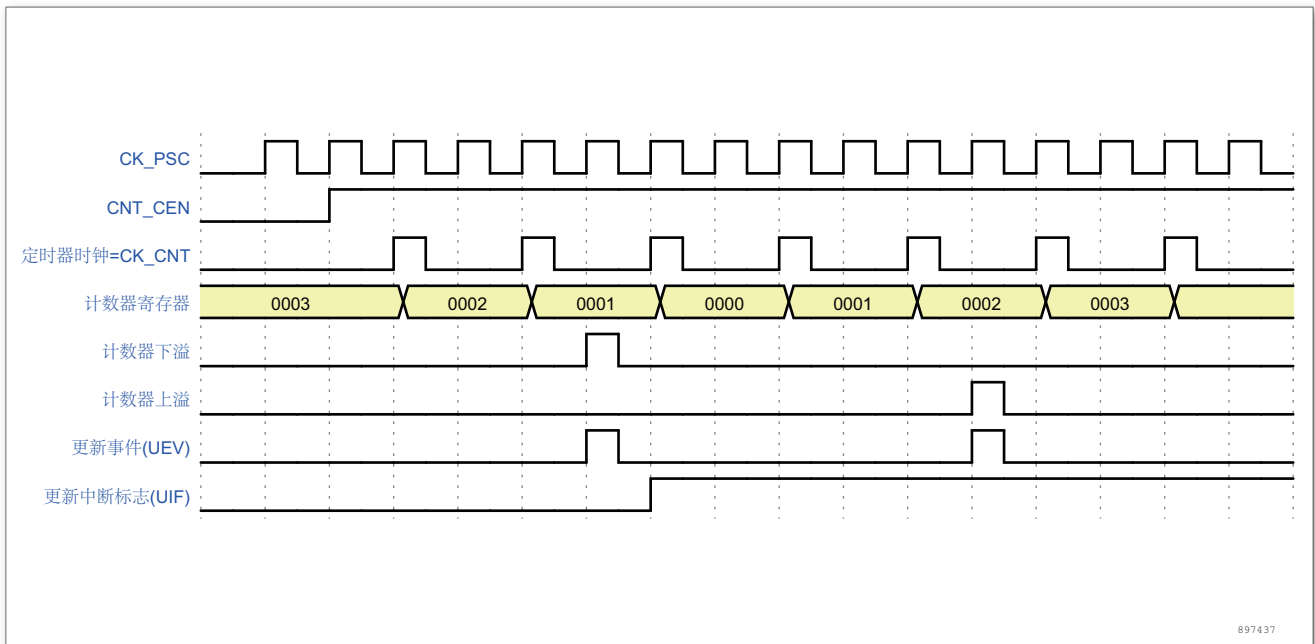 CK_PSC
CNT_CEN
定时器时钟=CK_CNT
计数器寄存器 0003 0002 0001 0000 0001 0002 0003
计数器下溢
计数器上溢
更新事件(UEV)
更新中断标志(UIF)
897437